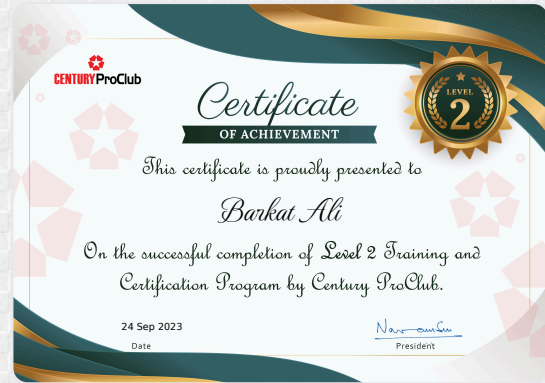 CENTURY ProClub
LEVEL
2
Certificate
OF ACHIEVEMENT
This certificate is proudly presented to
Barkat Ali
On the successful completion of Level 2 Training and
Certification Program by Century ProClub.
24 Sep 2023
Date
President